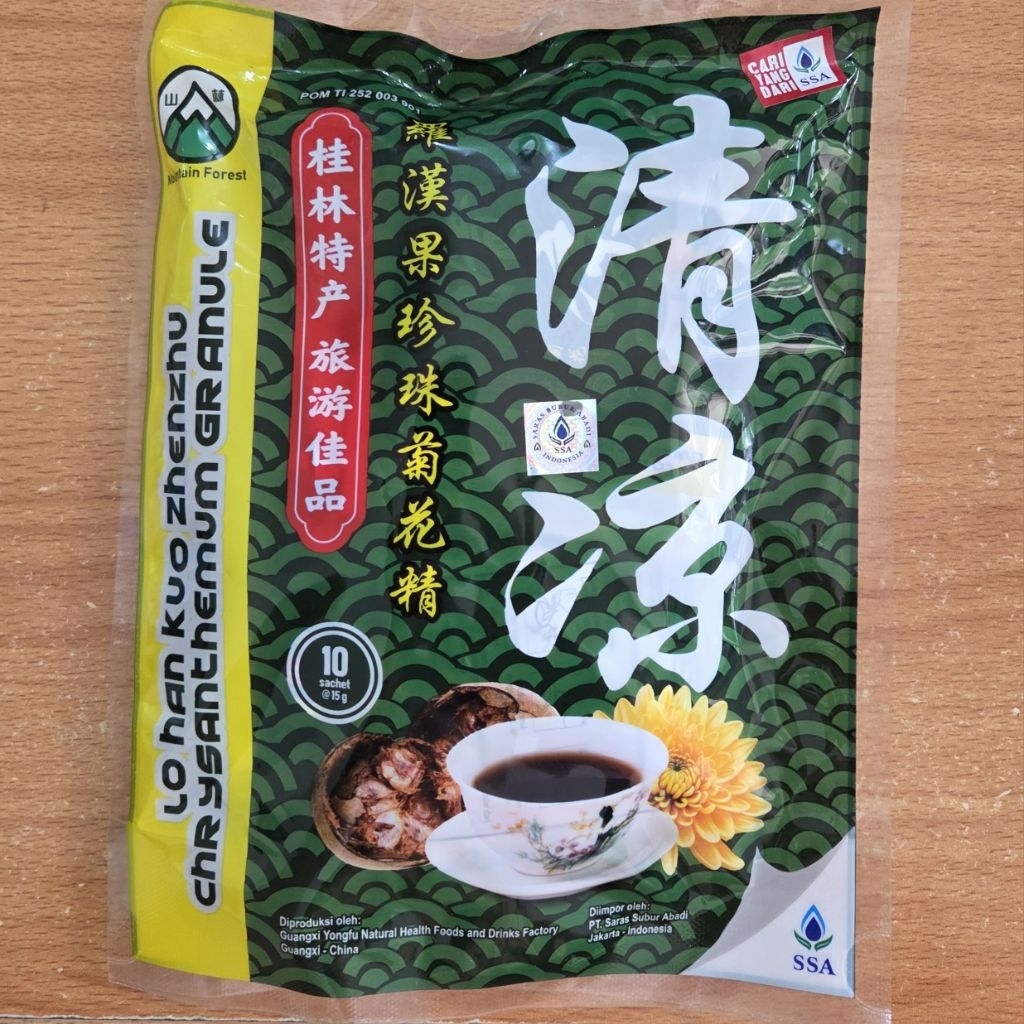 山 林
Mountain Forest
LO HAN KUO ZHENZHU
CHRYSANTHEMUM GRANULE
POM TI 252 003 901
桂林特产 旅游佳品
羅漢果珍珠菊花精
清凉
CARI
YANG
DARI
SSA
SARAS SUBUR ABADI
SSA
INDONESIA
10
sachet
@15 g
Diproduksi oleh:
Guangxi Yongfu Natural Health Foods and Drinks Factory
Guangxi - China
Diimpor oleh:
PT. Saras Subur Abadi
Jakarta - Indonesia
SSA